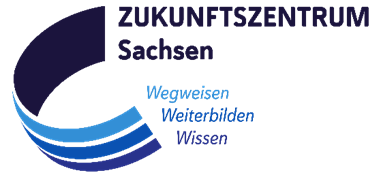 ZUKUNFTSZENTRUM
Sachsen
Wegweisen
Weiterbilden
Wissen